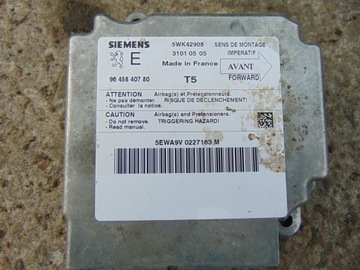 SIEMENS 5WK42908 SENS DE MONTAGE
E 3101 05 05 IMPERATIF
Made in France AVANT
96 458 407 80 T5 FORWARD
ATTENTION Airbag(s) et Prétensionneurs.
- Ne pas démonter. RISQUE DE DECLENCHEMENT!
- Consulter la notice.
CAUTION Airbag(s) and Pretensioners.
- Do not remove. TRIGGERING HAZARD!
- Read manual.
5EWA9V 0227163 M